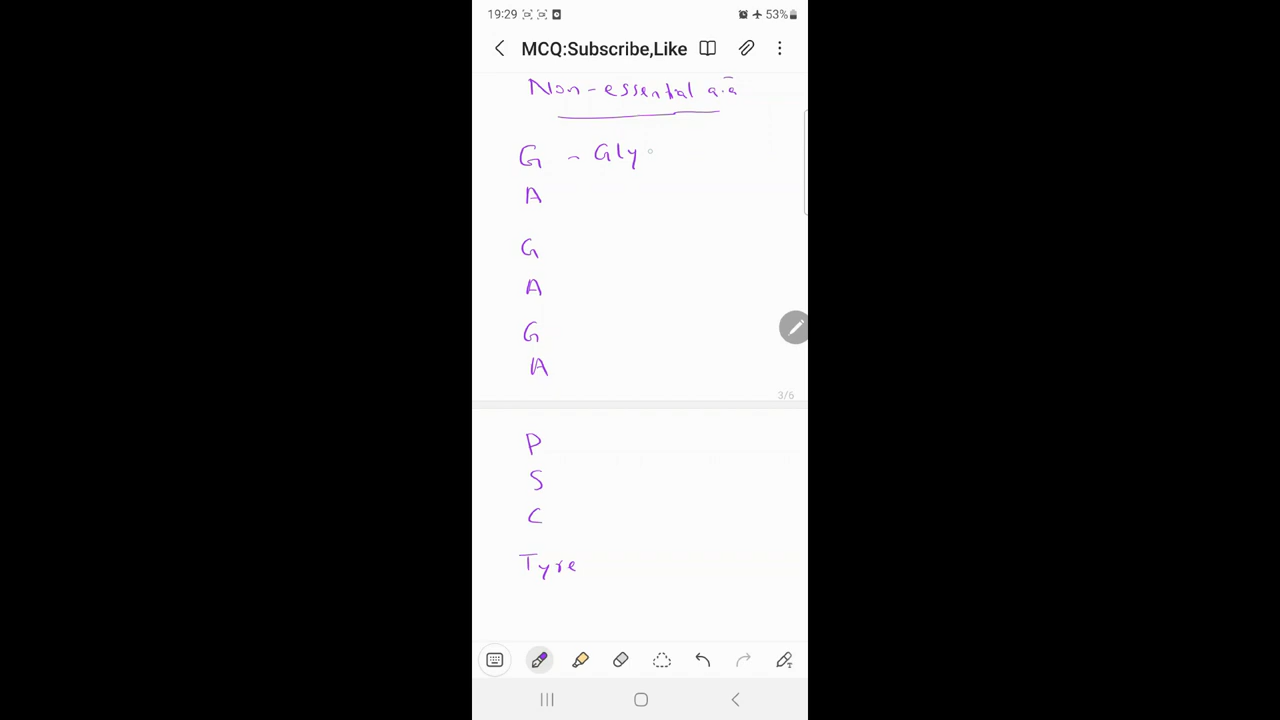 19:29 53%
MCQ:Subscribe,Like
Non-essential a.a
G - Gly
A
G
A
G
A
3/6
P
S
C
Tyre